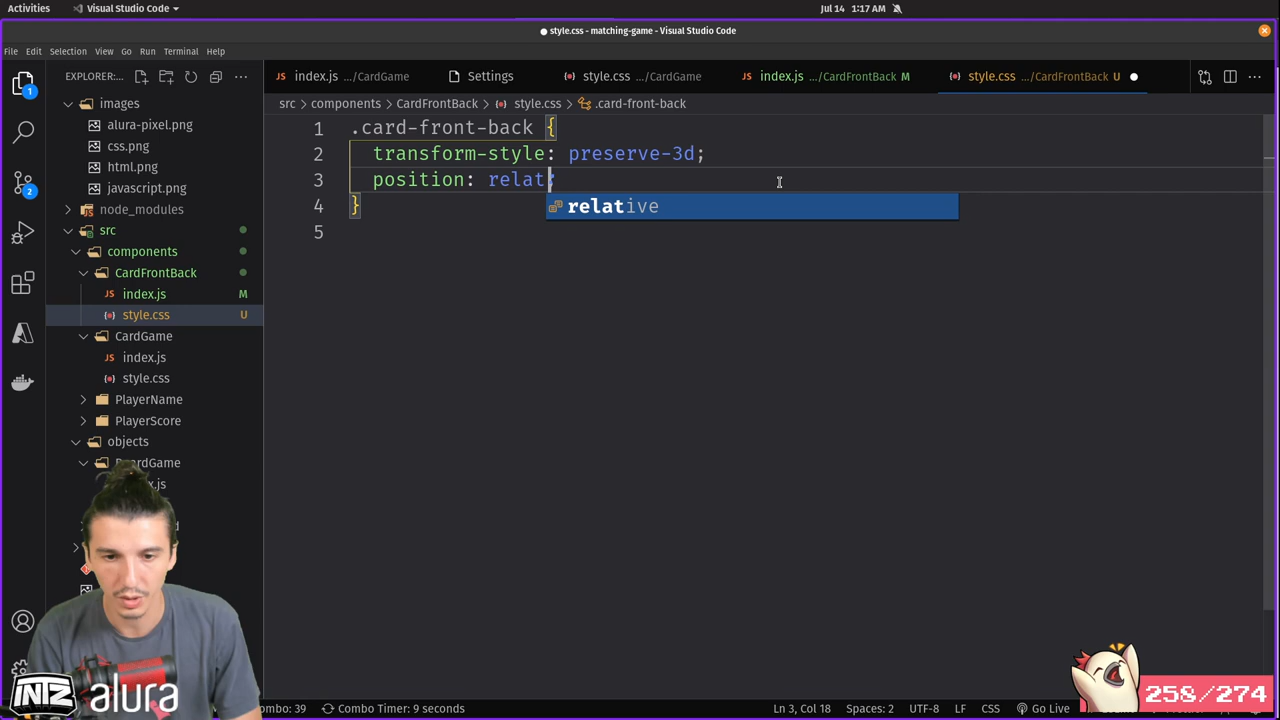 Activities
Visual Studio Code
Jul 14 1:17 AM
style.css - matching-game - Visual Studio Code
File Edit Selection View Go Run Terminal Help
EXPLORER:...
index.js .../CardGame
Settings
style.css .../CardGame
index.js .../CardFrontBack M
style.css .../CardFrontBack U
src > components > CardFrontBack > style.css > .card-front-back
1 .card-front-back {
2 transform-style: preserve-3d;
3 position: relat;
relative
4 }
5
images
alura-pixel.png
css.png
html.png
javascript.png
node_modules
src
components
CardFrontBack
index.js M
style.css U
CardGame
index.js
style.css
PlayerName
PlayerScore
objects
1
2
INTZ alura
258/274
Combo Timer: 9 seconds
Ln 3, Col 18
Spaces: 2
UTF-8
LF
CSS
Go Live